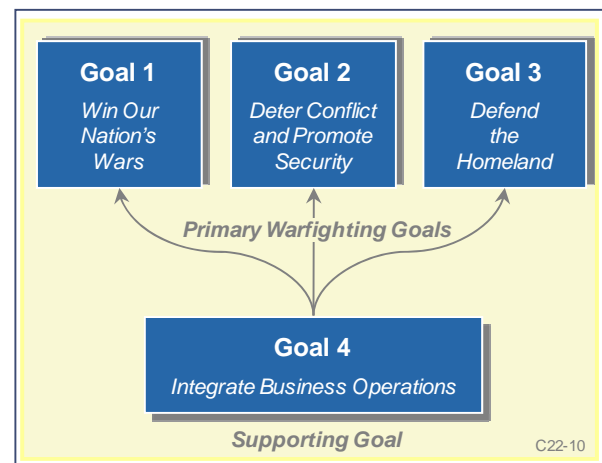 Goal 1
Win Our
Nation's
Wars
Goal 2
Deter Conflict
and Promote
Security
Goal 3
Defend
the
Homeland
Primary Warfighting Goals
Goal 4
Integrate Business Operations
Supporting Goal
C22-10